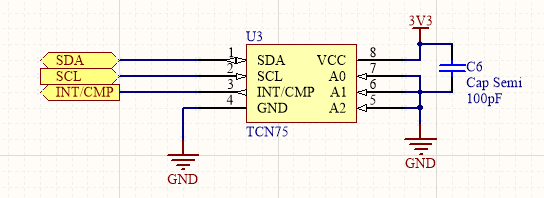 3V3
U3
SDA 1 SDA VCC 8
SCL 2 SCL A0 7
INT/CMP 3 INT/CMP A1 6
4 GND A2 5
C6
Cap Semi
100pF
TCN75
GND
GND